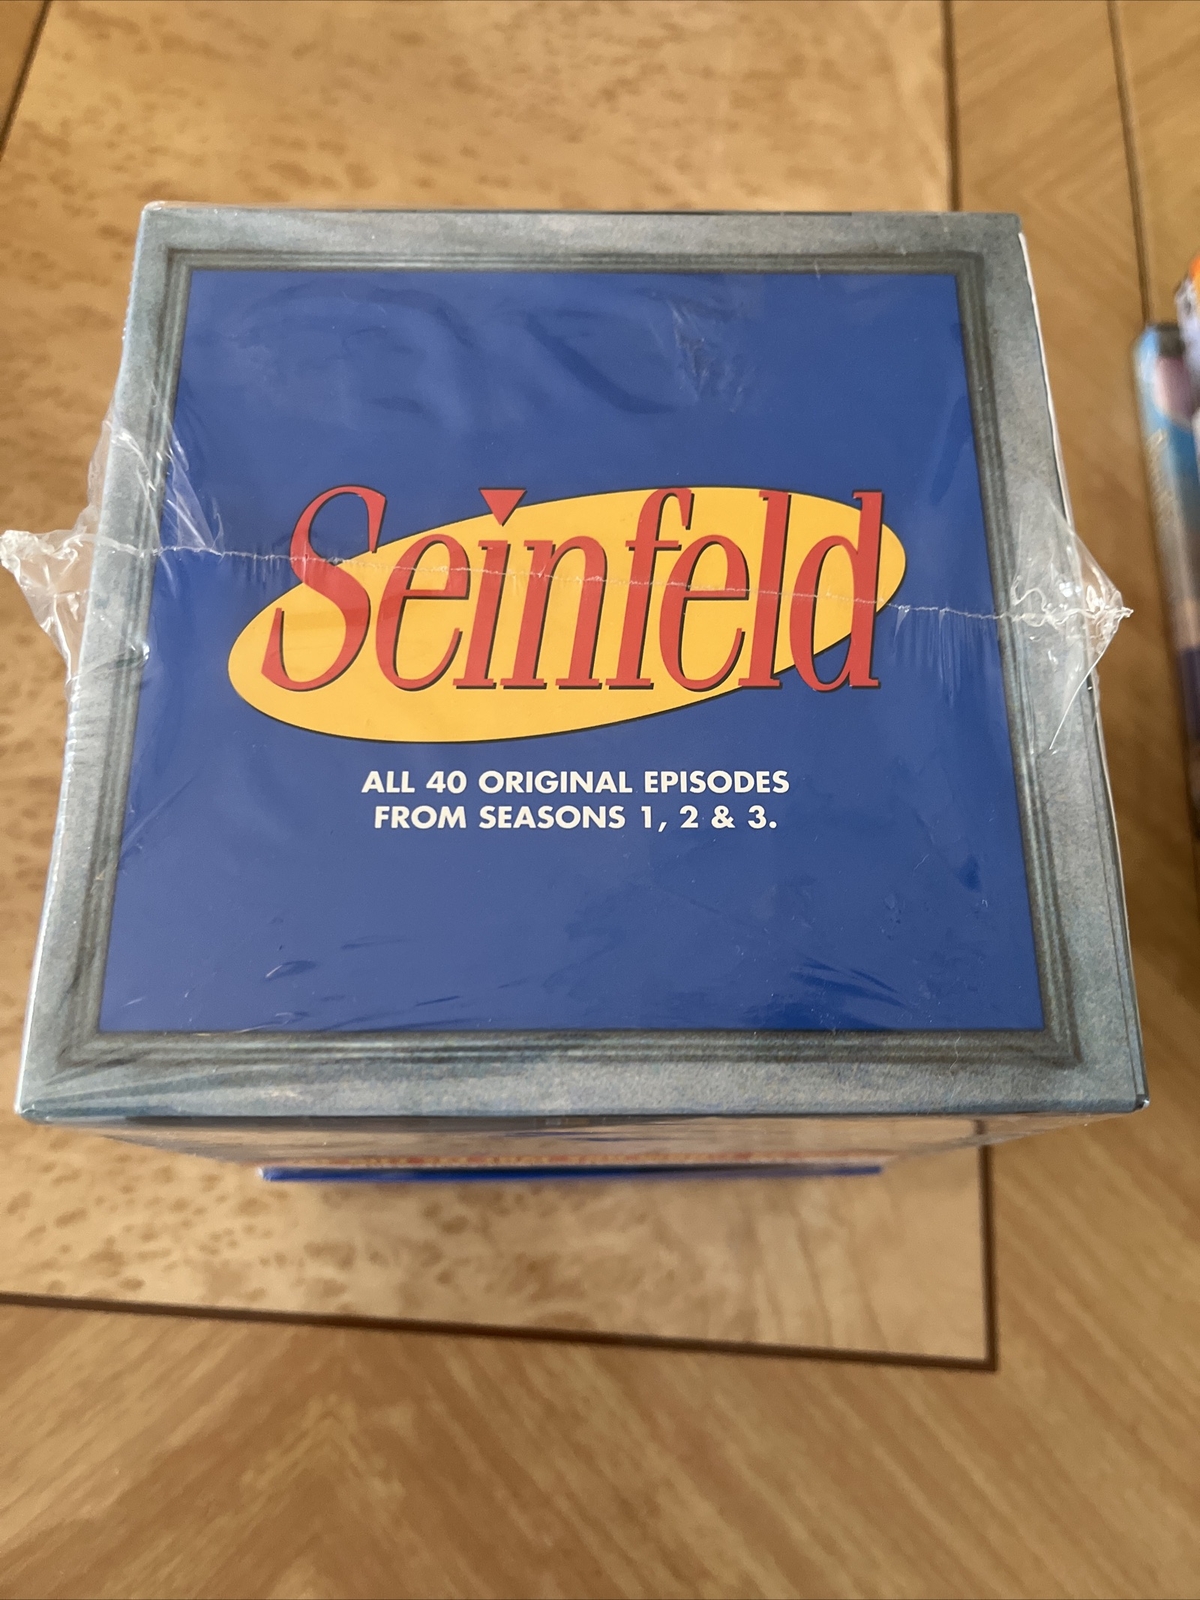 Seinfeld
ALL 40 ORIGINAL EPISODES
FROM SEASONS 1, 2 & 3.